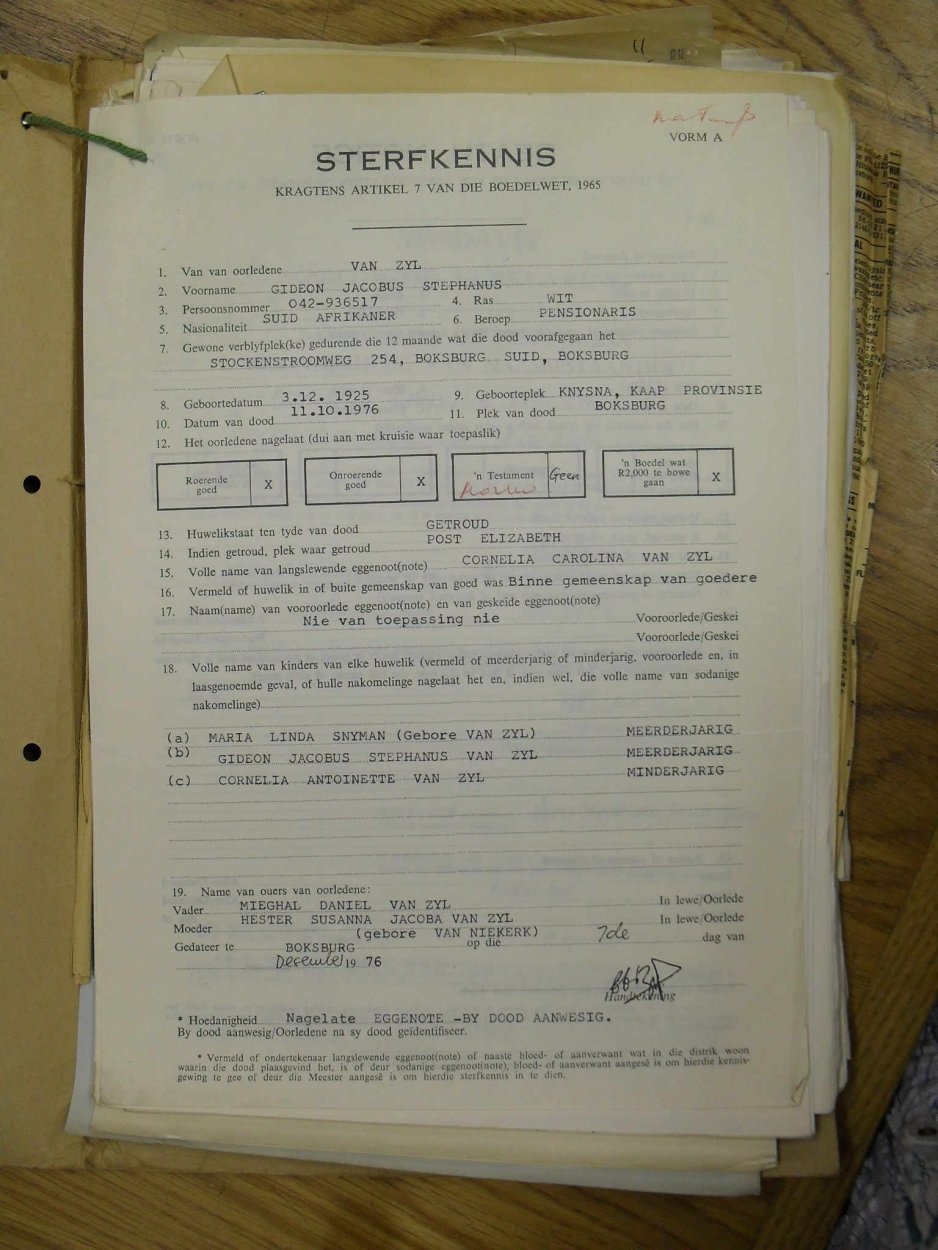 VORM A
STERFKENNIS
KRAGTENS ARTIKEL 7 VAN DIE BOEDELWET, 1965
1. Van van oorledene VAN ZYL
2. Voorname GIDEON JACOBUS STEPHANUS
3. Persoonsnommer 042-936517 4. Ras WIT
5. Nasionaliteit SUID AFRIKANER 6. Beroep PENSIONARIS
7. Gewone verblyfplek(ke) gedurende die 12 maande wat die dood voorafgegaan het
STOCKENSTROOMWEG 254, BOKSBURG SUID, BOKSBURG
8. Geboortedatum 3.12. 1925 9. Geboorteplek KNYSNA, KAAP PROVINSIE
10. Datum van dood 11.10.1976 11. Plek van dood BOKSBURG
12. Het oorledene nagelaat (dui aan met kruisie waar toepaslik)
Roerende goed X Onroerende goed X 'n Testament Geen 'n Boedel wat R2,000 te bowe gaan X
13. Huwelikstaat ten tyde van dood GETROUD
14. Indien getroud, plek waar getroud POST ELIZABETH
15. Volle name van langslewende eggenoot(note) CORNELIA CAROLINA VAN ZYL
16. Vermeld of huwelik in of buite gemeenskap van goed was Binne gemeenskap van goedere
17. Naam(name) van vooroorlede eggenoot(note) en van geskeide eggenoot(note)
Nie van toepassing nie Vooroorlede/Geskei
Vooroorlede/Geskei
18. Volle name van kinders van elke huwelik (vermeld of meerderjarig of minderjarig, vooroorlede en, in
laasgenoemde geval, of hulle nakomelinge nagelaat het en, indien wel, die volle name van sodanige
nakomelinge)
(a) MARIA LINDA SNYMAN (Gebore VAN ZYL) MEERDERJARIG
(b) GIDEON JACOBUS STEPHANUS VAN ZYL MEERDERJARIG
(c) CORNELIA ANTOINETTE VAN ZYL MINDERJARIG
19. Name van ouers van oorledene:
Vader MIEGHAL DANIEL VAN ZYL In lewe/Oorlede
Moeder HESTER SUSANNA JACOBA VAN ZYL In lewe/Oorlede
(gebore VAN NIEKERK)
Gedateer te BOKSBURG op die 7de dag van
Desember 19 76
Handtekening
* Hoedanigheid Nagelate EGGENOTE -BY DOOD AANWESIG.
By dood aanwesig/Oorledene na sy dood geïdentifiseer.
* Vermeld of ondertekenaar langslewende eggenoot(note) of naaste bloed- of aanverwant wat in die distrik woon
waarin die dood plaasgevind het, is of deur sodanige eggenoot(note), bloed- of aanverwant aangesê is om hierdie kennis-
gewing te gee of deur die Meester aangesê is om hierdie sterfkennis in te dien.